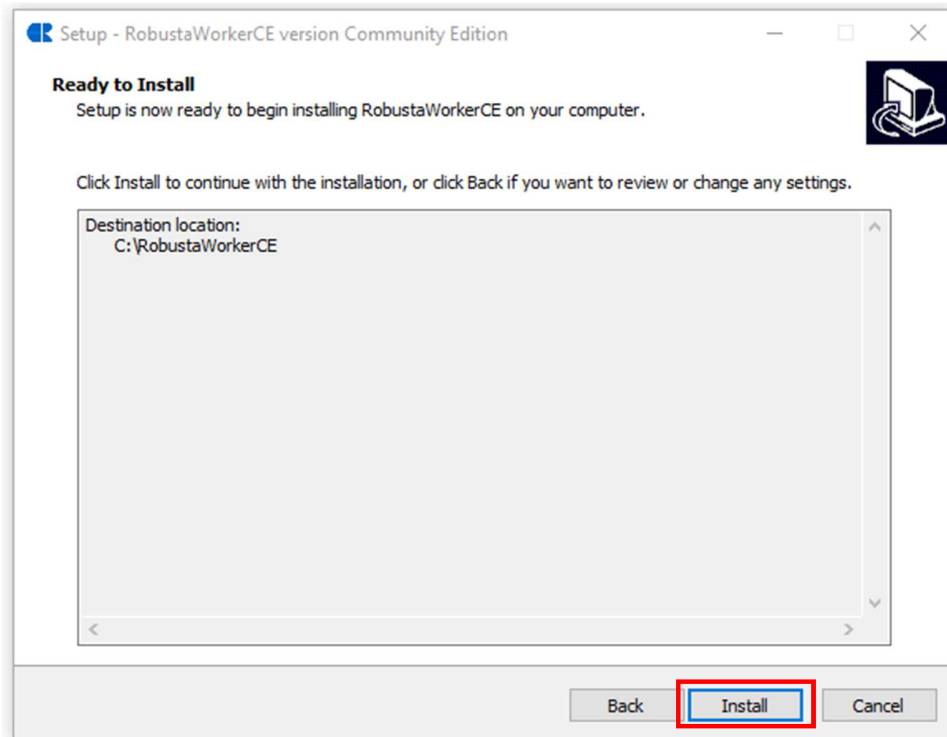 Setup - RobustaWorkerCE version Community Edition
Ready to Install
Setup is now ready to begin installing RobustaWorkerCE on your computer.
Click Install to continue with the installation, or click Back if you want to review or change any settings.
Destination location:
C:\RobustaWorkerCE
Back
Install
Cancel